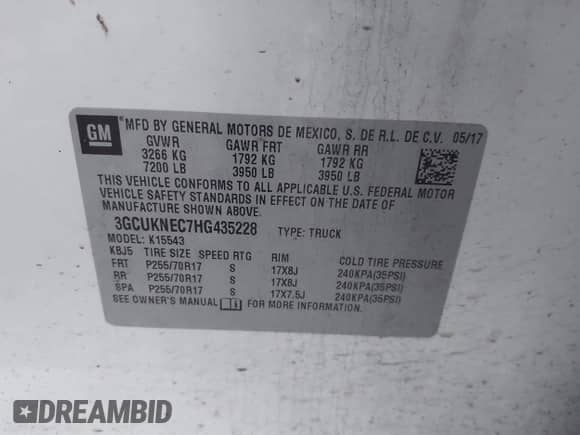 GM
® MFD BY GENERAL MOTORS DE MEXICO, S. DE R.L. DE C.V. 05/17
GVWR GAWR FRT GAWR RR
3266 KG 1792 KG 1792 KG
7200 LB 3950 LB 3950 LB
THIS VEHICLE CONFORMS TO ALL APPLICABLE U.S. FEDERAL MOTOR
VEHICLE SAFETY STANDARDS IN EFFECT ON THE DATE OF
MANUFACTURE SHOWN ABOVE.
3GCUKNEC7HG435228 TYPE: TRUCK
MODEL: K15543
KBJ5 TIRE SIZE SPEED RTG RIM COLD TIRE PRESSURE
FRT P255/70R17 S 17X8J 240KPA(35PSI)
RR P255/70R17 S 17X8J 240KPA(35PSI)
SPA P255/70R17 S 17X7.5J 240KPA(35PSI)
SEE OWNER'S MANUAL FOR MORE INFORMATION.
DREAMBID